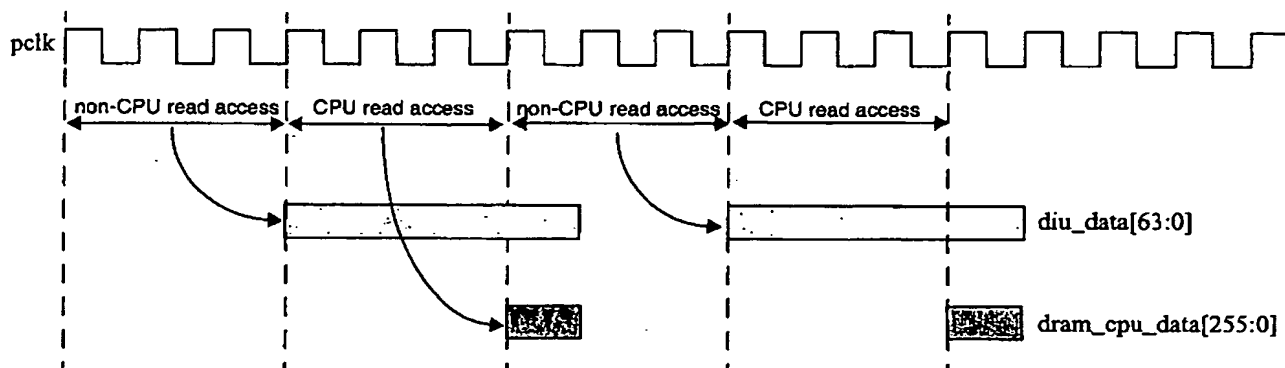 pclk
non-CPU read access CPU read access non-CPU read access CPU read access
diu_data[63:0]
dram_cpu_data[255:0]